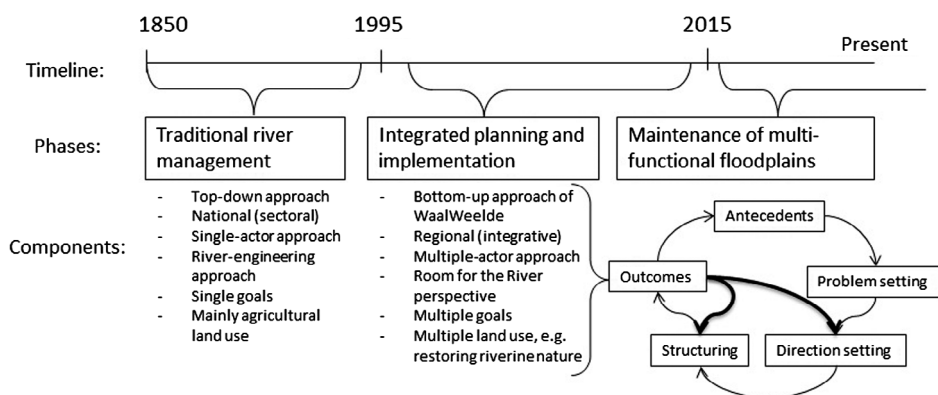 1850
1995
2015
Present
Timeline:
Phases:
Traditional river
management
Integrated planning and
implementation
Maintenance of multi-
functional floodplains
Components:
- Top-down approach
- National (sectoral)
- Single-actor approach
- River-engineering
approach
- Single goals
- Mainly agricultural
land use
- Bottom-up approach of
WaalWeelde
- Regional (integrative)
- Multiple-actor approach
- Room for the River
perspective
- Multiple goals
- Multiple land use, e.g.
restoring riverine nature
Antecedents
Outcomes
Problem setting
Structuring
Direction setting